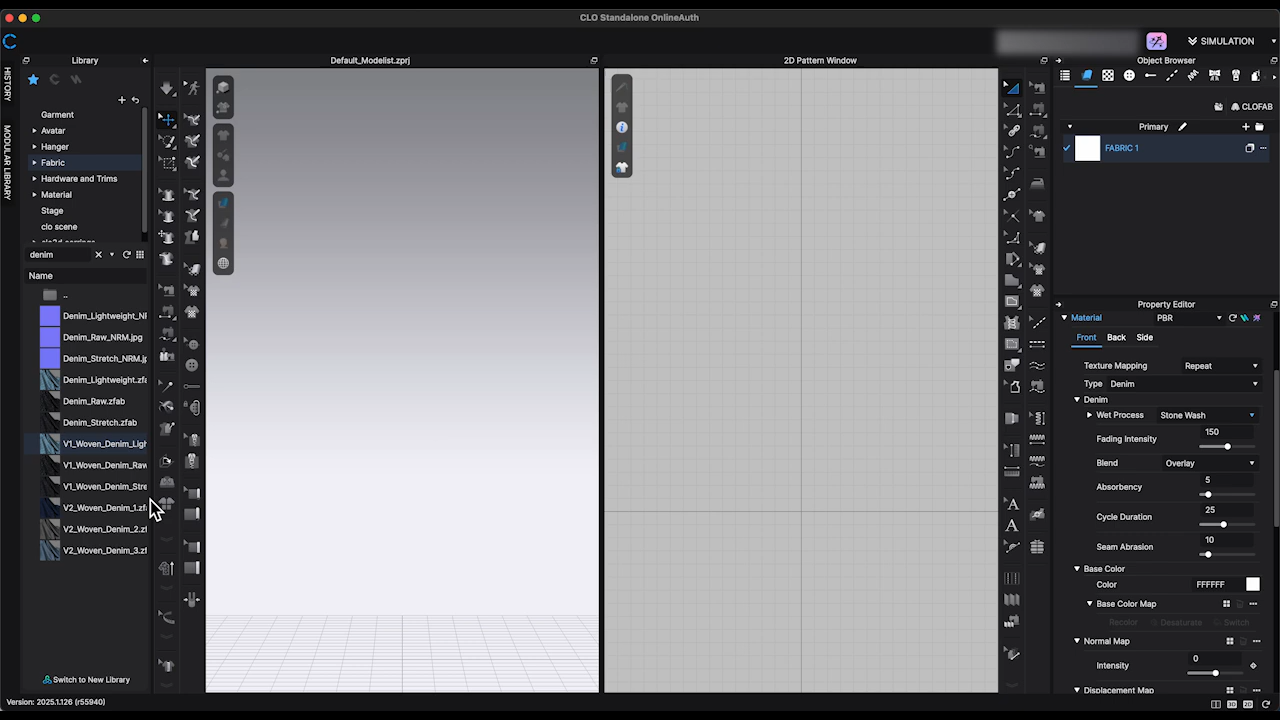 CLO Standalone OnlineAuth
SIMULATION
HISTORY
MODULAR LIBRARY
Library
Garment
Avatar
Hanger
Fabric
Hardware and Trims
Material
Stage
clo scene
denim
Name
..
Denim_Lightweight_NF
Denim_Raw_NRM.jpg
Denim_Stretch_NRM.jp
Denim_Lightweight.zfa
Denim_Raw.zfab
Denim_Stretch.zfab
V1_Woven_Denim_Ligh
V1_Woven_Denim_Raw
V1_Woven_Denim_Stre
V2_Woven_Denim_1.zf
V2_Woven_Denim_2.zf
V2_Woven_Denim_3.zf
Switch to New Library
Version: 2025.1.126 (r55940)
Default_Modelist.zprj
2D Pattern Window
Object Browser
CLOFAB
Primary
FABRIC 1
Property Editor
Material PBR
Front Back Side
Texture Mapping Repeat
Type Denim
Denim
Wet Process Stone Wash
Fading Intensity 150
Blend Overlay
Absorbency 5
Cycle Duration 25
Seam Abrasion 10
Base Color
Color FFFFFF
Base Color Map
Recolor Desaturate Switch
Normal Map
Intensity 0
Displacement Map
3D 2D